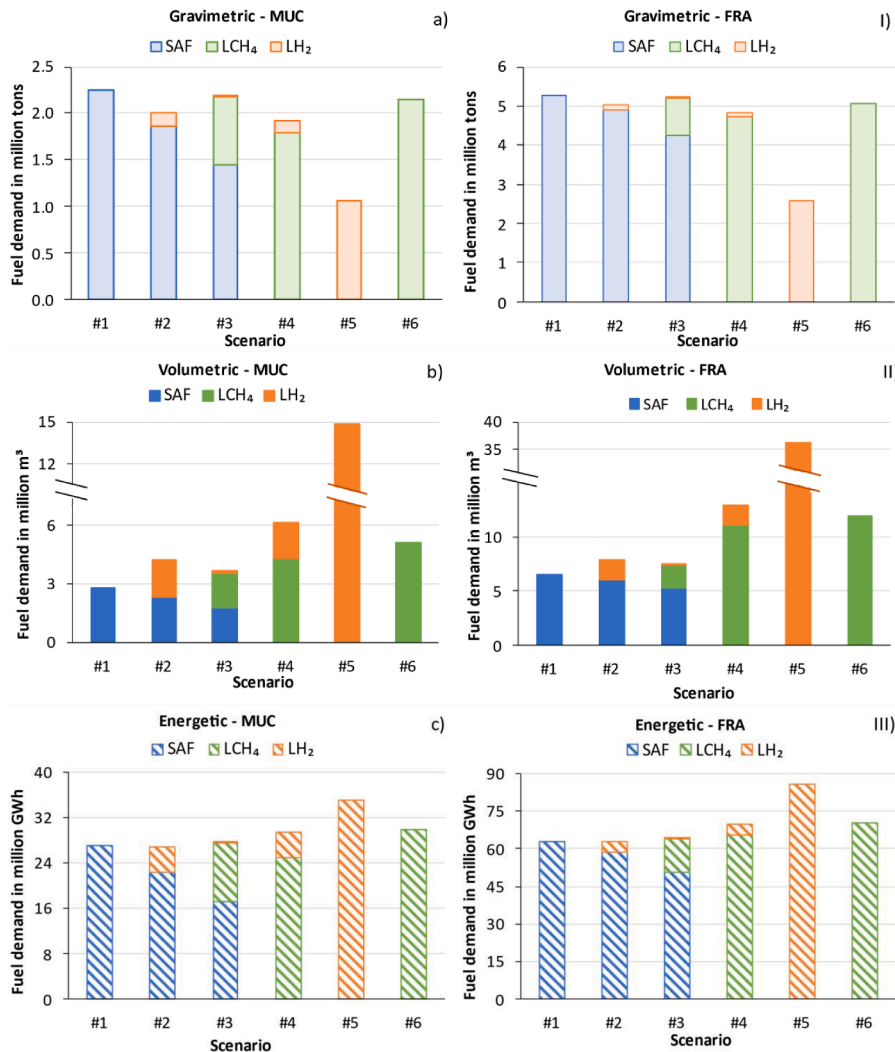 Gravimetric - MUC
a)
SAF LCH₄ LH₂
Fuel demand in million tons
2.5
2.0
1.5
1.0
0.5
0.0
#1 #2 #3 #4 #5 #6
Scenario
Gravimetric - FRA
I)
SAF LCH₄ LH₂
Fuel demand in million tons
6
5
4
3
2
1
0
#1 #2 #3 #4 #5 #6
Scenario
Volumetric - MUC
b)
SAF LCH₄ LH₂
Fuel demand in million m³
15
12
6
3
0
#1 #2 #3 #4 #5 #6
Scenario
Volumetric - FRA
II)
SAF LCH₄ LH₂
Fuel demand in million m³
40
35
10
5
0
#1 #2 #3 #4 #5 #6
Scenario
Energetic - MUC
c)
SAF LCH₄ LH₂
Fuel demand in million GWh
40
32
24
16
8
0
#1 #2 #3 #4 #5 #6
Scenario
Energetic - FRA
III)
SAF LCH₄ LH₂
Fuel demand in million GWh
90
75
60
45
30
15
0
#1 #2 #3 #4 #5 #6
Scenario